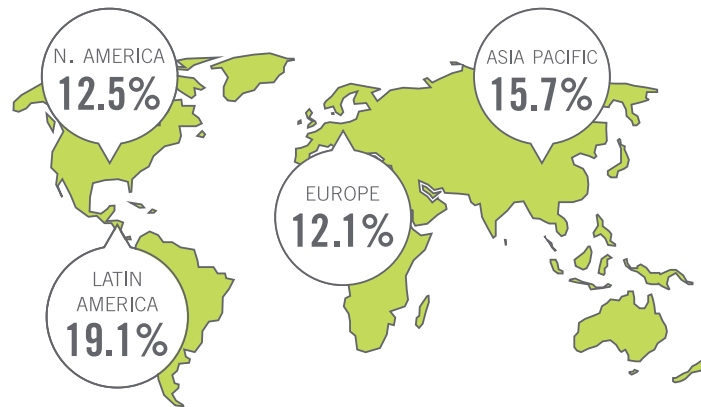 N. AMERICA
12.5%
ASIA PACIFIC
15.7%
EUROPE
12.1%
LATIN
AMERICA
19.1%